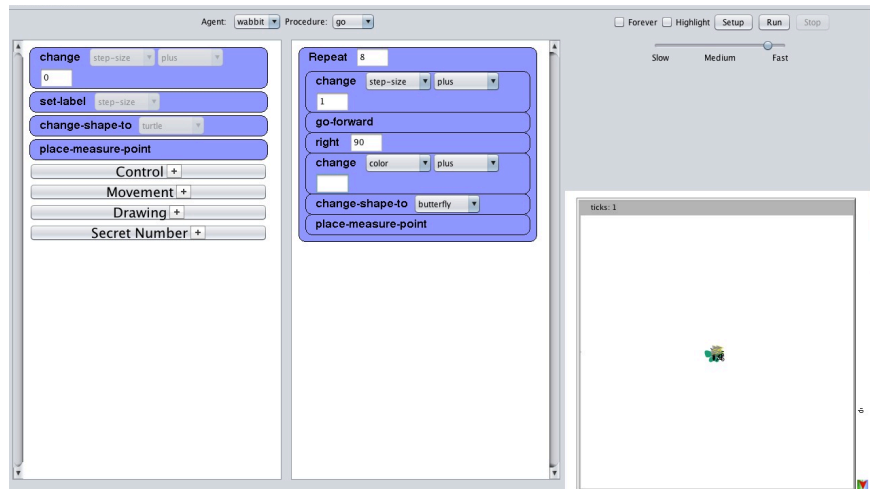 Agent: wabbit Procedure: go
Forever Highlight Setup Run Stop
Slow Medium Fast
change step-size plus
0
set-label step-size
change-shape-to turtle
place-measure-point
Control +
Movement +
Drawing +
Secret Number +
Repeat 8
change step-size plus
1
go-forward
right 90
change color plus
change-shape-to butterfly
place-measure-point
ticks: 1